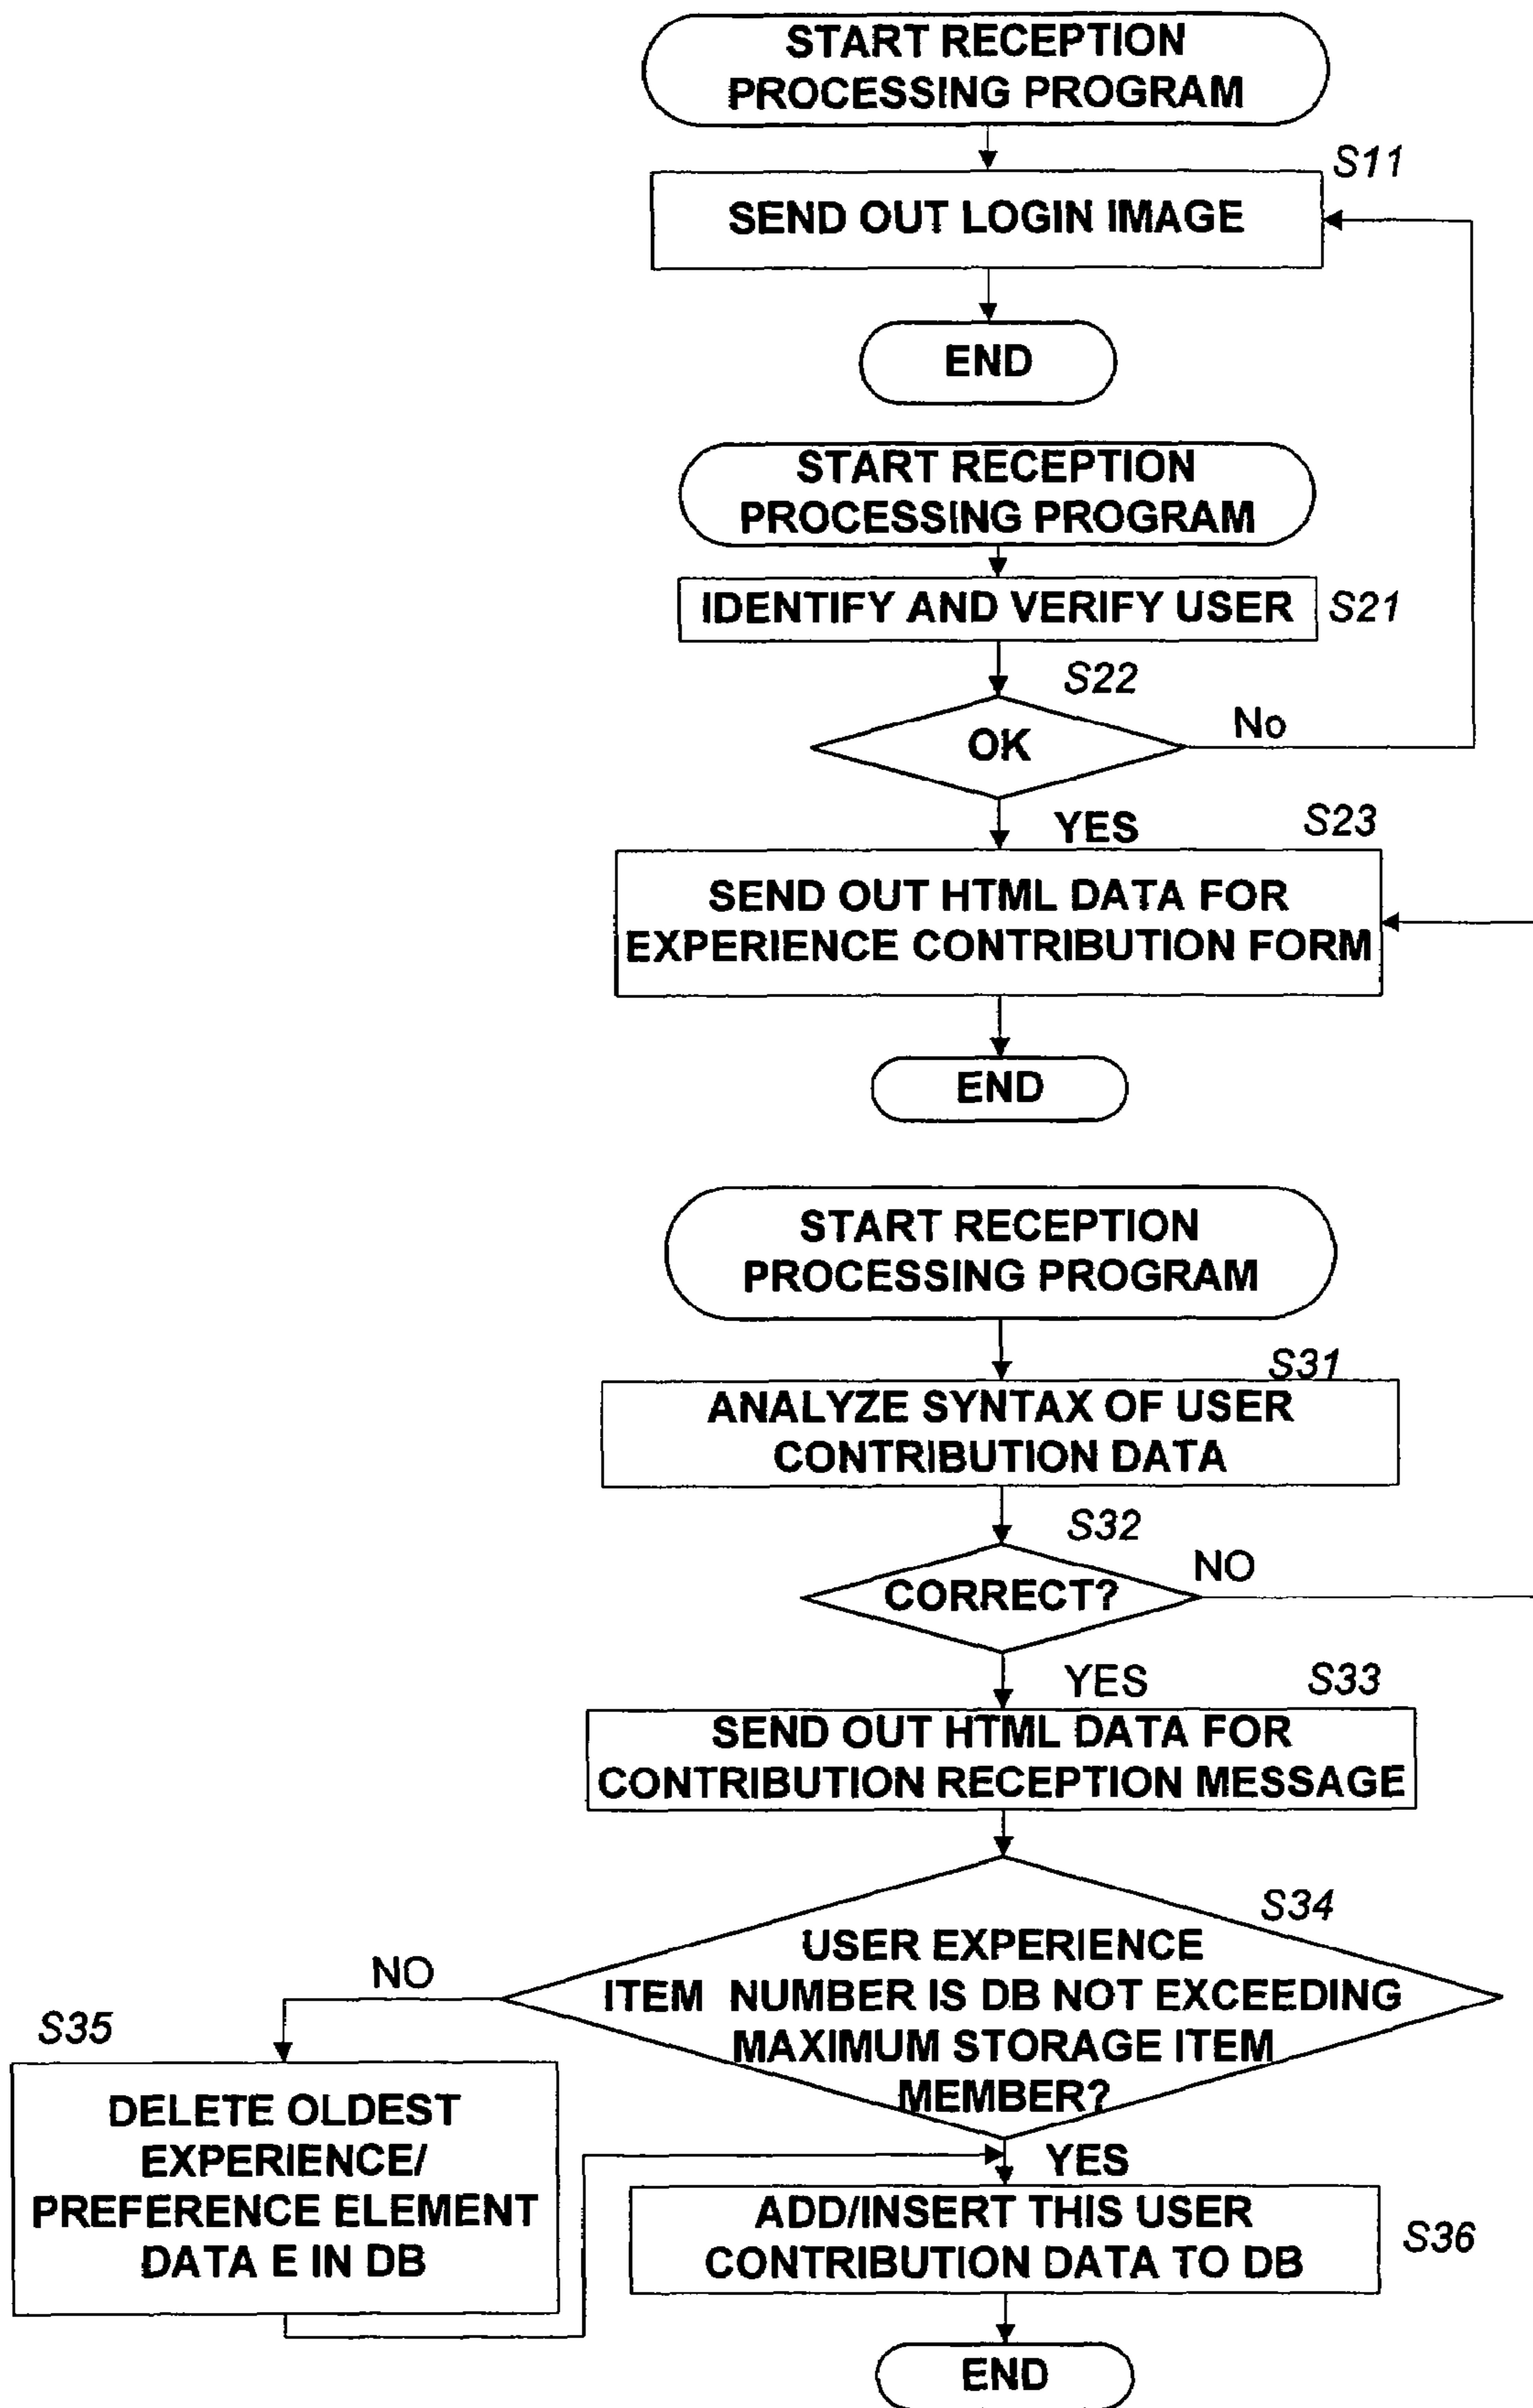 START RECEPTION
PROCESSING PROGRAM
S11
SEND OUT LOGIN IMAGE
END
START RECEPTION
PROCESSING PROGRAM
IDENTIFY AND VERIFY USER
S21
S22
OK
No
YES
S23
SEND OUT HTML DATA FOR
EXPERIENCE CONTRIBUTION FORM
END
START RECEPTION
PROCESSING PROGRAM
S31
ANALYZE SYNTAX OF USER
CONTRIBUTION DATA
S32
CORRECT?
NO
YES
S33
SEND OUT HTML DATA FOR
CONTRIBUTION RECEPTION MESSAGE
S34
USER EXPERIENCE
ITEM NUMBER IS DB NOT EXCEEDING
MAXIMUM STORAGE ITEM
MEMBER?
NO
S35
DELETE OLDEST
EXPERIENCE/
PREFERENCE ELEMENT
DATA E IN DB
YES
ADD/INSERT THIS USER
CONTRIBUTION DATA TO DB
S36
END